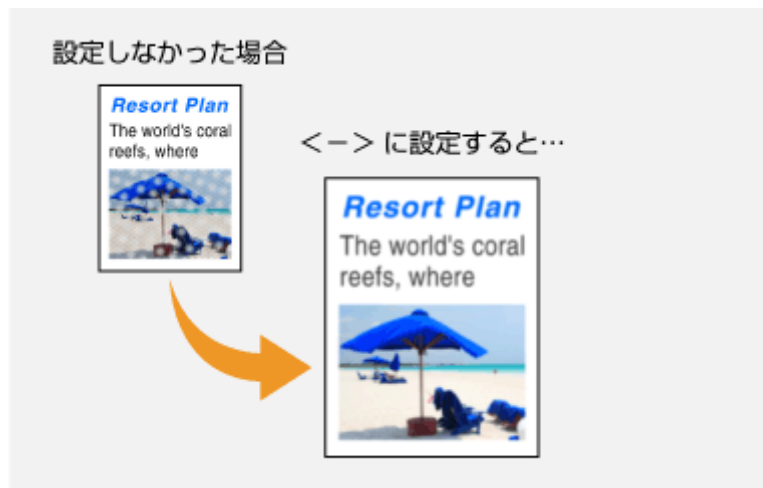 設定しなかった場合
Resort Plan
The world's coral
reefs, where
＜－＞に設定すると…
Resort Plan
The world's coral
reefs, where